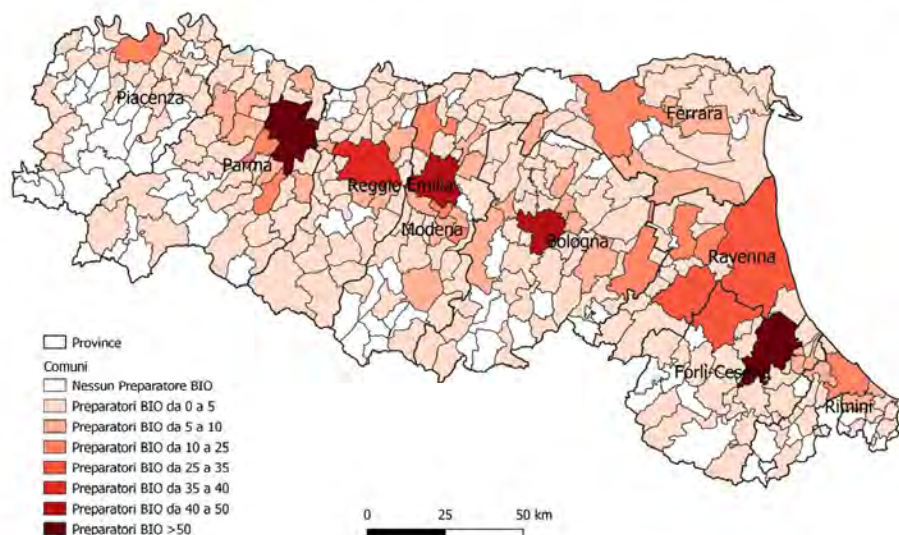 Piacenza
Ferrara
Parma
Reggio-Emilia
Modena
Bologna
Ravenna
Forlì-Cesena
Rimini
Province
Comuni
Nessun Preparatore BIO
Preparatori BIO da 0 a 5
Preparatori BIO da 5 a 10
Preparatori BIO da 10 a 25
Preparatori BIO da 25 a 35
Preparatori BIO da 35 a 40
Preparatori BIO da 40 a 50
Preparatori BIO >50
0 25 50 km